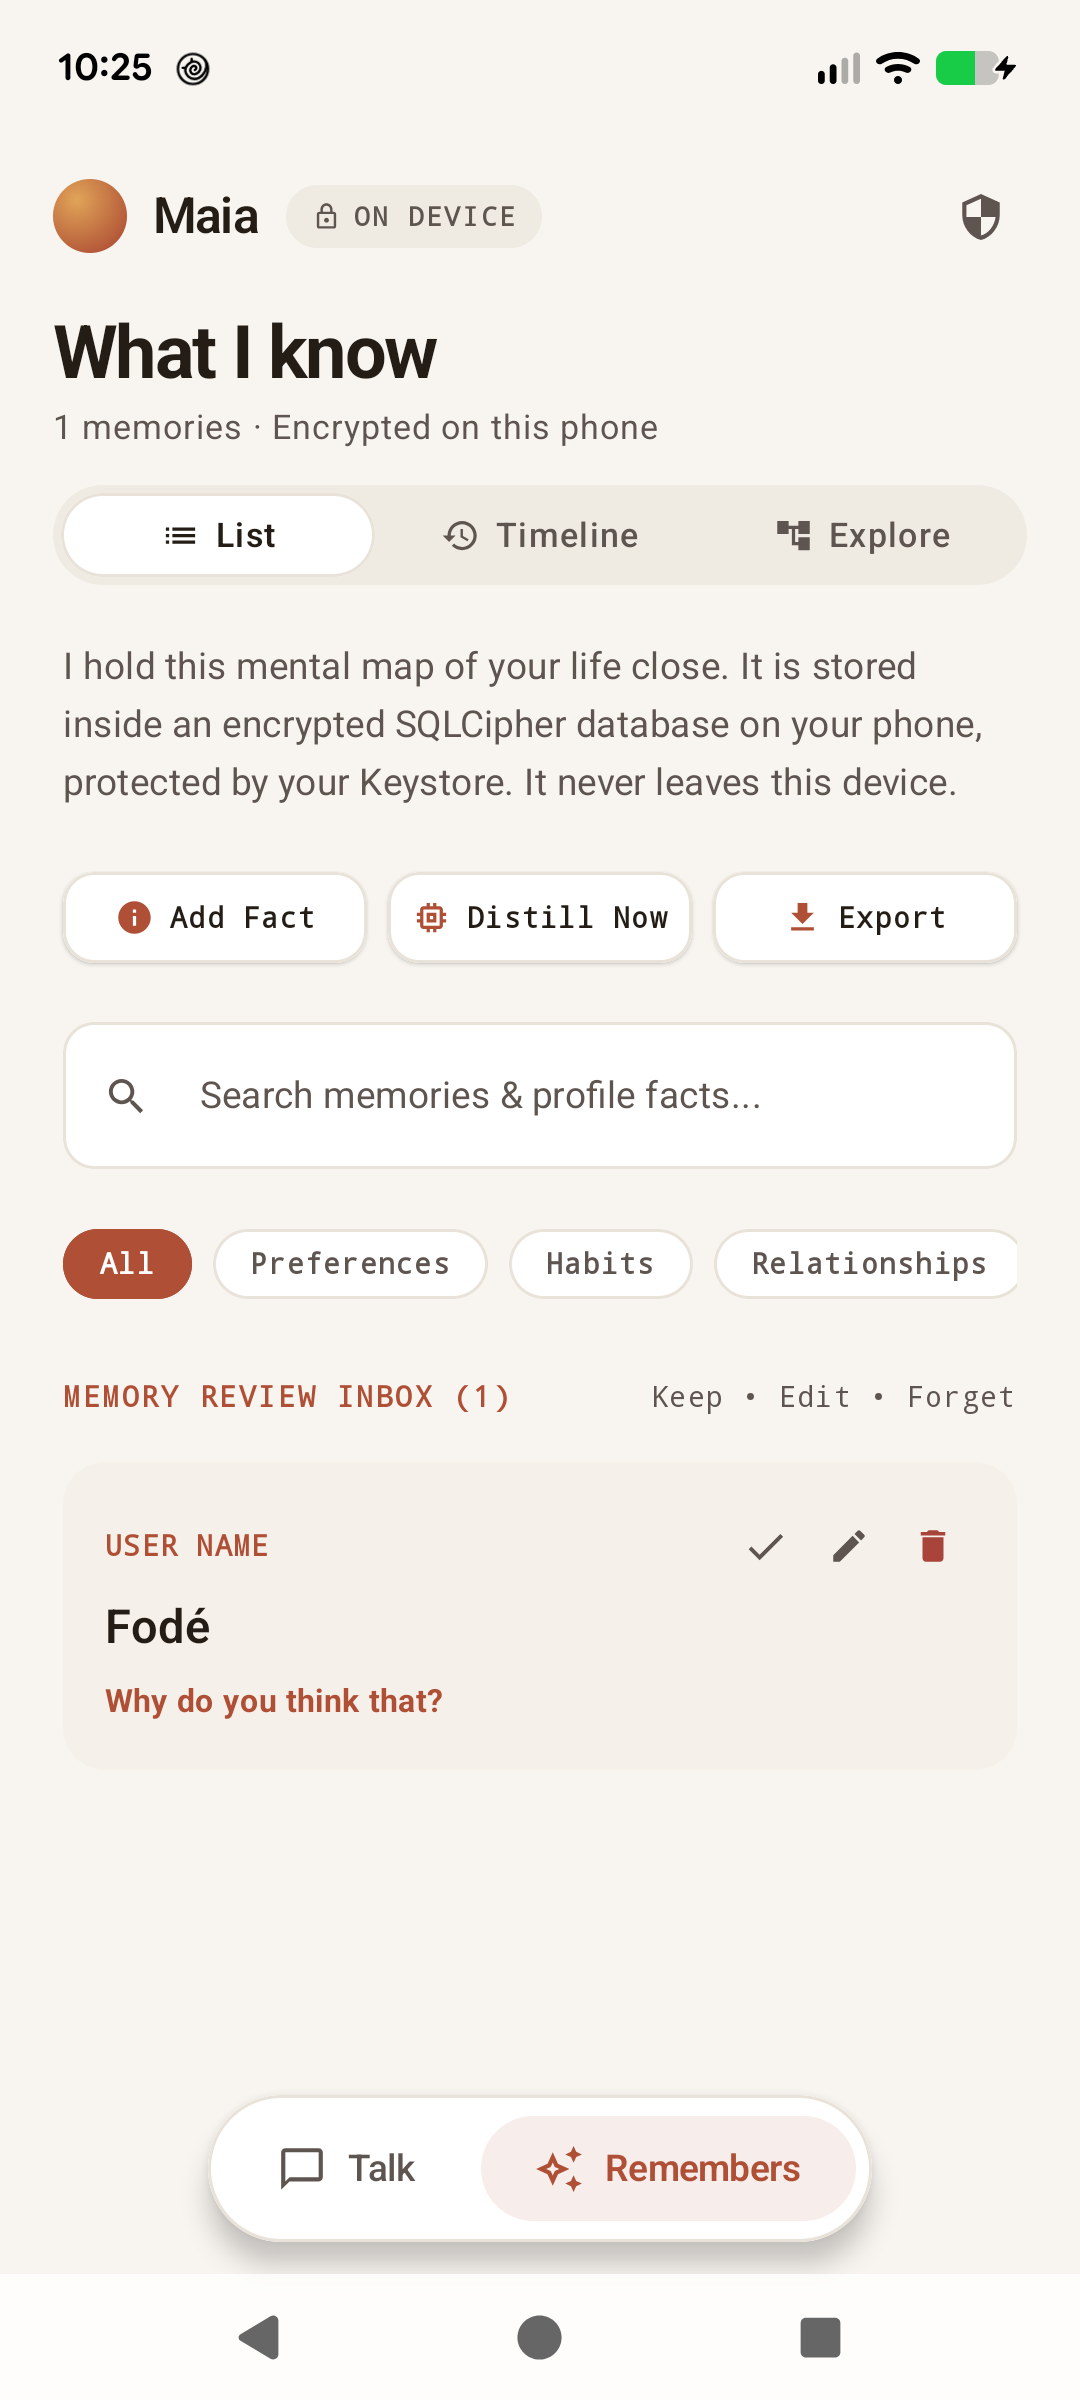 10:25
Maia
ON DEVICE
What I know
1 memories · Encrypted on this phone
List
Timeline
Explore
I hold this mental map of your life close. It is stored
inside an encrypted SQLCipher database on your phone,
protected by your Keystore. It never leaves this device.
Add Fact
Distill Now
Export
Search memories & profile facts...
All
Preferences
Habits
Relationships
MEMORY REVIEW INBOX (1)
Keep • Edit • Forget
USER NAME
Fodé
Why do you think that?
Talk
Remembers